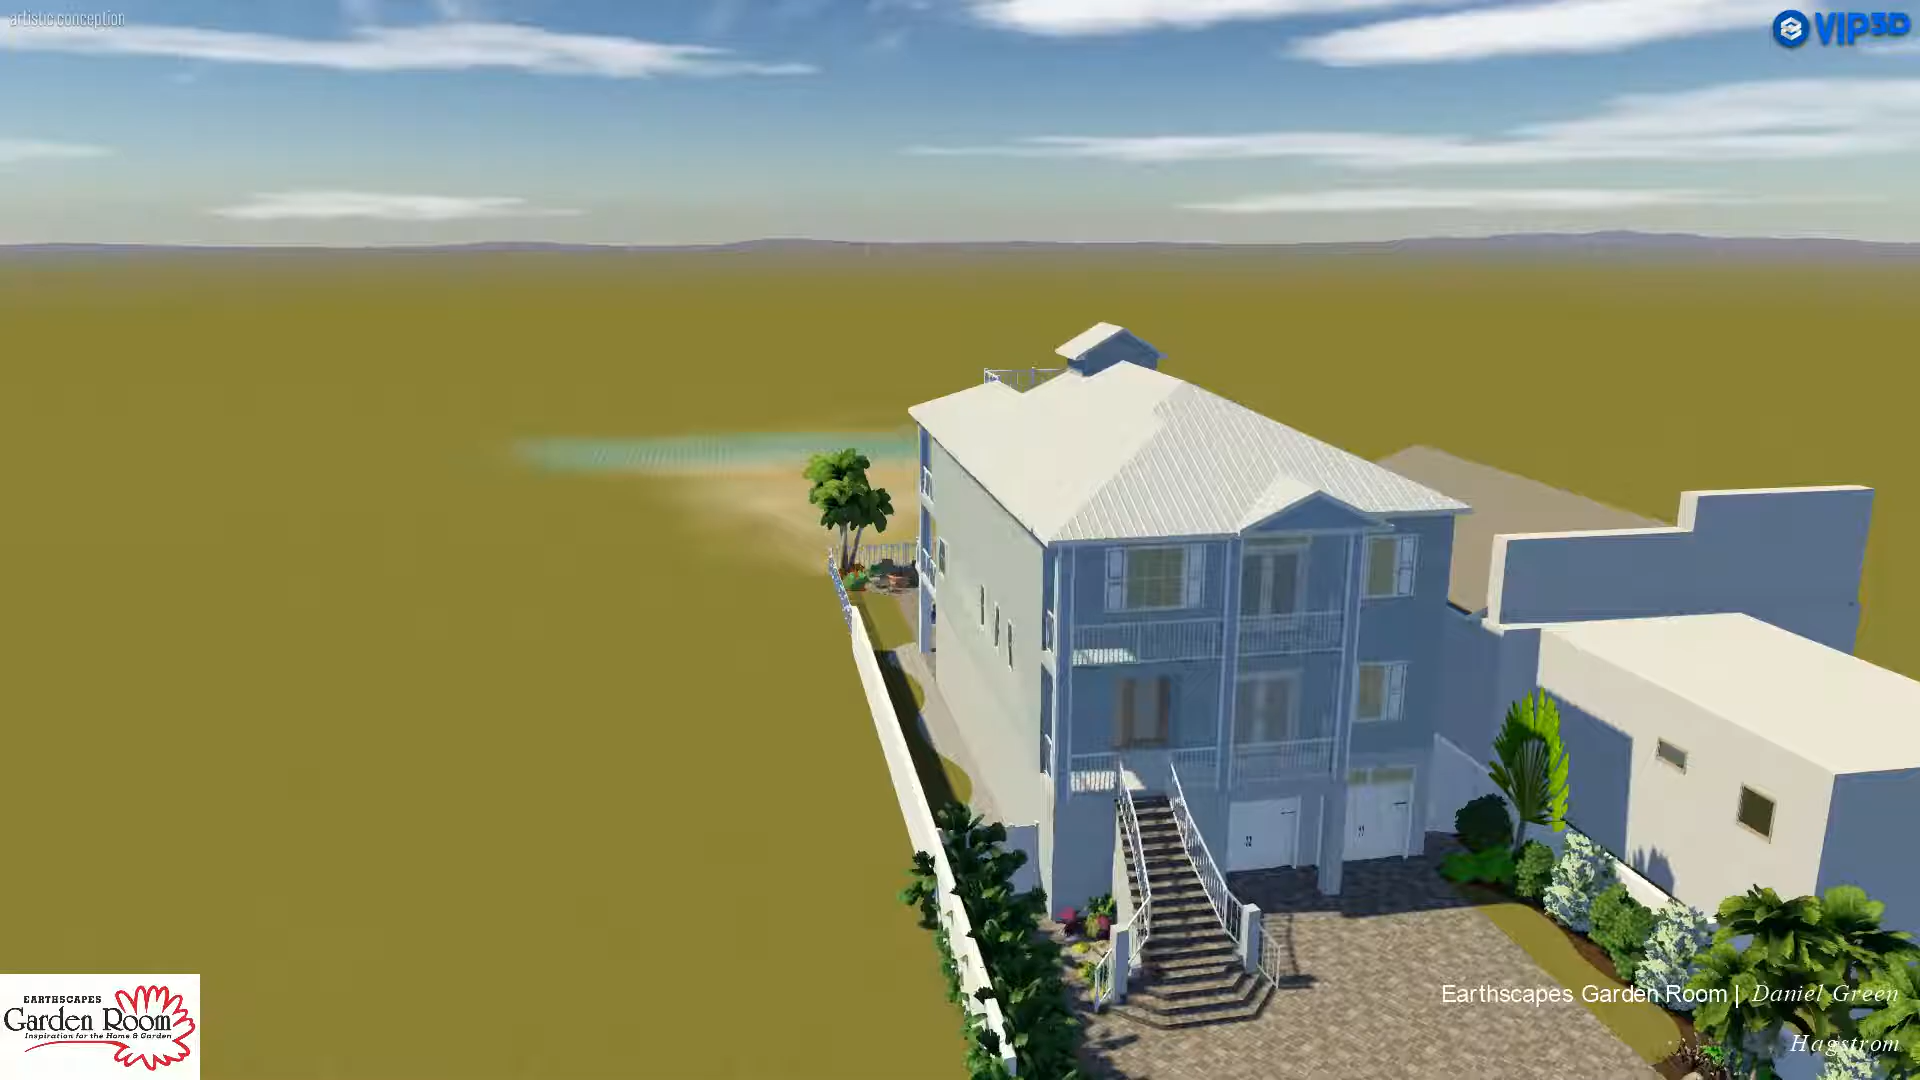 artistic conception
VIP3D
EARTHSCAPES
Garden Room
Inspiration for the Home & Garden
Earthscapes Garden Room | Daniel Green
Hagstrom